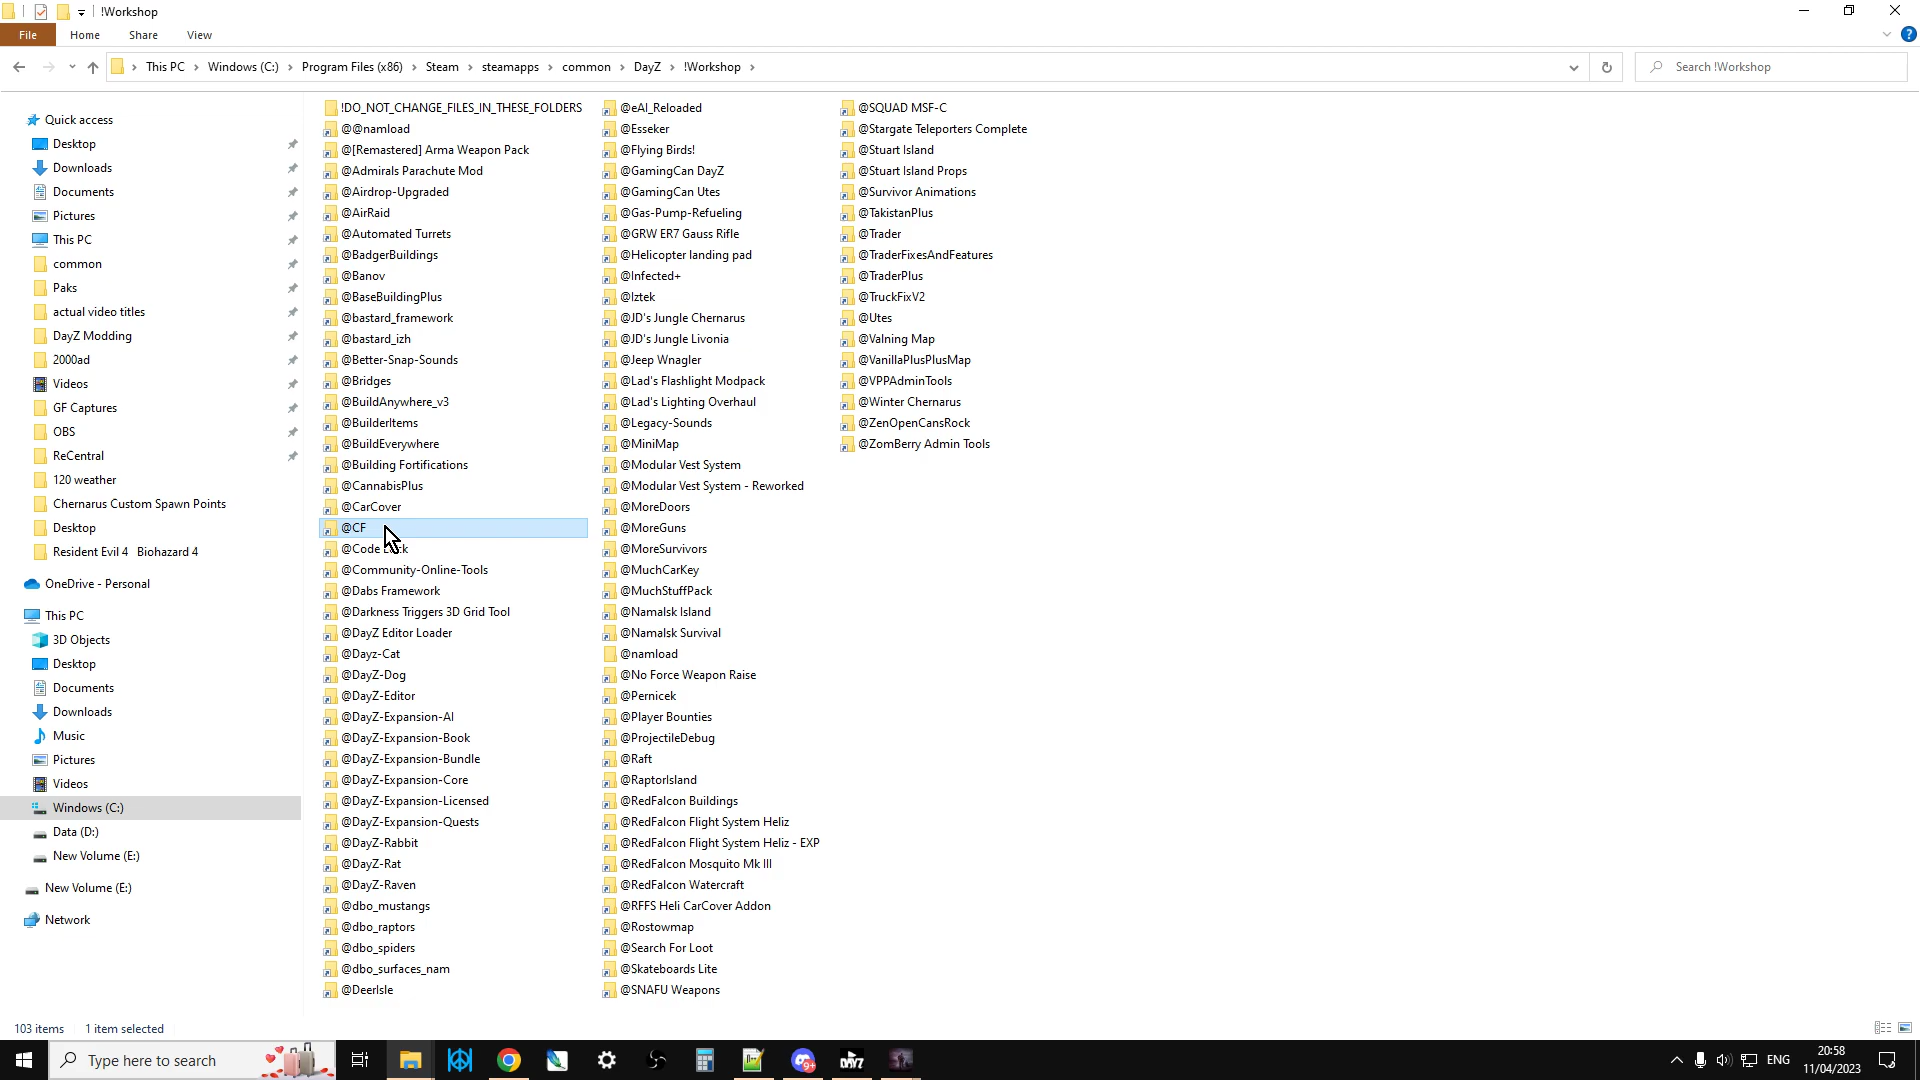 !Workshop
File
Home
Share
View
This PC
Windows (C:)
Program Files (x86)
Steam
steamapps
common
DayZ
!Workshop
Search !Workshop
Quick access
Desktop
Downloads
Documents
Pictures
This PC
common
Paks
actual video titles
DayZ Modding
2000ad
Videos
GF Captures
OBS
ReCentral
120 weather
Chernarus Custom Spawn Points
Desktop
Resident Evil 4 Biohazard 4
OneDrive - Personal
This PC
3D Objects
Desktop
Documents
Downloads
Music
Pictures
Videos
Windows (C:)
Data (D:)
New Volume (E:)
New Volume (E:)
Network
!DO_NOT_CHANGE_FILES_IN_THESE_FOLDERS
@@namload
@[Remastered] Arma Weapon Pack
@Admirals Parachute Mod
@Airdrop-Upgraded
@AirRaid
@Automated Turrets
@BadgerBuildings
@Banov
@BaseBuildingPlus
@bastard_framework
@bastard_izh
@Better-Snap-Sounds
@Bridges
@BuildAnywhere_v3
@BuilderItems
@BuildEverywhere
@Building Fortifications
@CannabisPlus
@CarCover
@CF
@Code
@Community-Online-Tools
@Dabs Framework
@Darkness Triggers 3D Grid Tool
@DayZ Editor Loader
@Dayz-Cat
@DayZ-Dog
@DayZ-Editor
@DayZ-Expansion-AI
@DayZ-Expansion-Book
@DayZ-Expansion-Bundle
@DayZ-Expansion-Core
@DayZ-Expansion-Licensed
@DayZ-Expansion-Quests
@DayZ-Rabbit
@DayZ-Rat
@DayZ-Raven
@dbo_mustangs
@dbo_raptors
@dbo_spiders
@dbo_surfaces_nam
@DeerIsle
@eAI_Reloaded
@Esseker
@Flying Birds!
@GamingCan DayZ
@GamingCan Utes
@Gas-Pump-Refueling
@GRW ER7 Gauss Rifle
@Helicopter landing pad
@Infected+
@Iztek
@JD's Jungle Chernarus
@JD's Jungle Livonia
@Jeep Wnagler
@Lad's Flashlight Modpack
@Lad's Lighting Overhaul
@Legacy-Sounds
@MiniMap
@Modular Vest System
@Modular Vest System - Reworked
@MoreDoors
@MoreGuns
@MoreSurvivors
@MuchCarKey
@MuchStuffPack
@Namalsk Island
@Namalsk Survival
@namload
@No Force Weapon Raise
@Pernicek
@Player Bounties
@ProjectileDebug
@Raft
@RaptorIsland
@RedFalcon Buildings
@RedFalcon Flight System Heliz
@RedFalcon Flight System Heliz - EXP
@RedFalcon Mosquito Mk III
@RedFalcon Watercraft
@RFFS Heli CarCover Addon
@Rostowmap
@Search For Loot
@Skateboards Lite
@SNAFU Weapons
@SQUAD MSF-C
@Stargate Teleporters Complete
@Stuart Island
@Stuart Island Props
@Survivor Animations
@TakistanPlus
@Trader
@TraderFixesAndFeatures
@TraderPlus
@TruckFixV2
@Utes
@Valning Map
@VanillaPlusPlusMap
@VPPAdminTools
@Winter Chernarus
@ZenOpenCansRock
@ZomBerry Admin Tools
103 items
1 item selected
Type here to search
DAYZ
ENG
20:58
11/04/2023